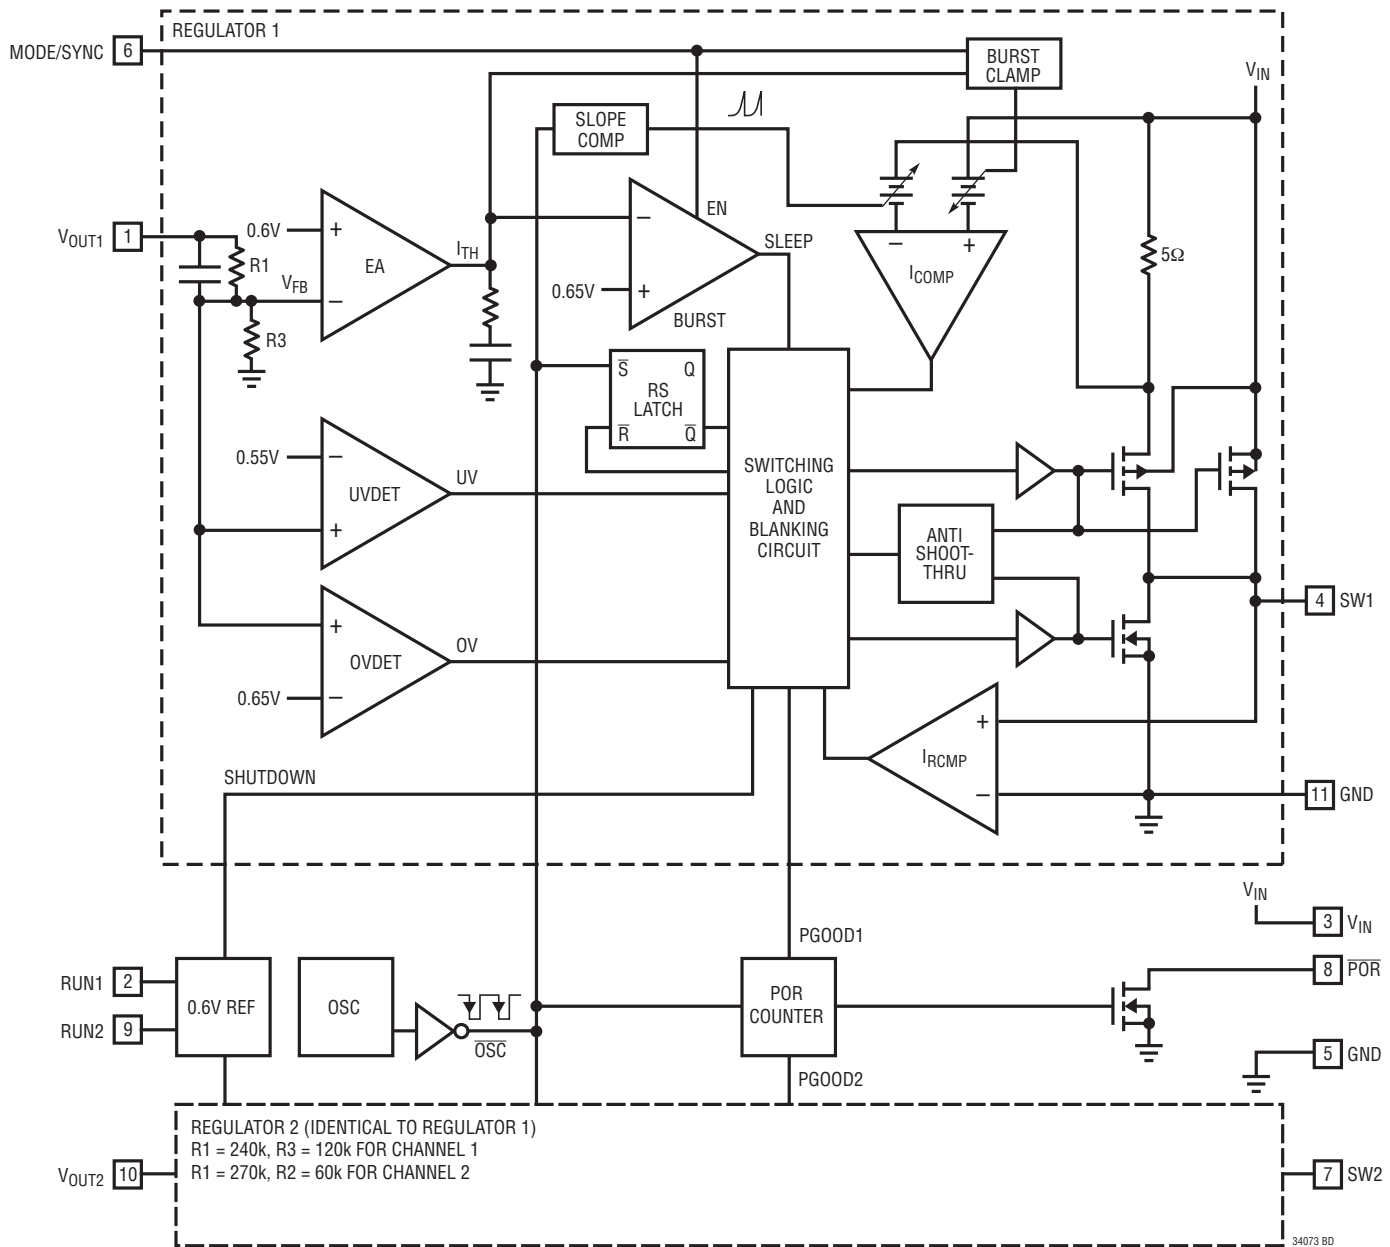 REGULATOR 1
MODE/SYNC 6
BURST
CLAMP
VIN
SLOPE
COMP
EN
VOUT1 1
0.6V
+
EA
−
ITH
R1
VFB
R3
−
SLEEP
0.65V
+
BURST
− +
ICOMP
5Ω
S̅ Q
RS
LATCH
R̅ Q̅
0.55V
−
UVDET
+
UV
SWITCHING
LOGIC
AND
BLANKING
CIRCUIT
ANTI
SHOOT-
THRU
4 SW1
+
OVDET
0.65V
−
OV
+
IRCMP
−
SHUTDOWN
11 GND
VIN
3 VIN
PGOOD1
RUN1 2
RUN2 9
0.6V REF
OSC
O̅S̅C̅
POR
COUNTER
8 P̅O̅R̅
5 GND
PGOOD2
REGULATOR 2 (IDENTICAL TO REGULATOR 1)
R1 = 240k, R3 = 120k FOR CHANNEL 1
R1 = 270k, R2 = 60k FOR CHANNEL 2
VOUT2 10
7 SW2
34073 BD